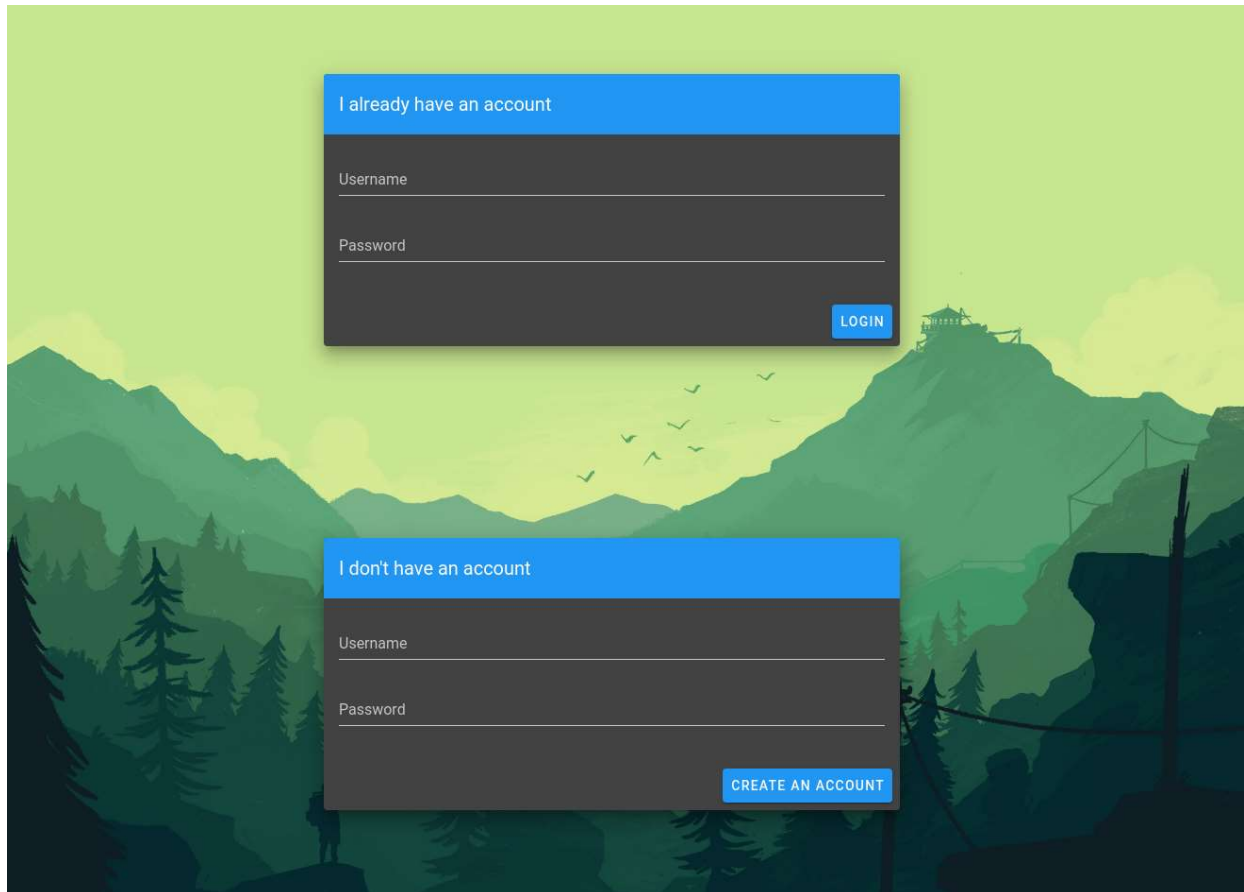 I already have an account
Username
Password
LOGIN
I don't have an account
Username
Password
CREATE AN ACCOUNT